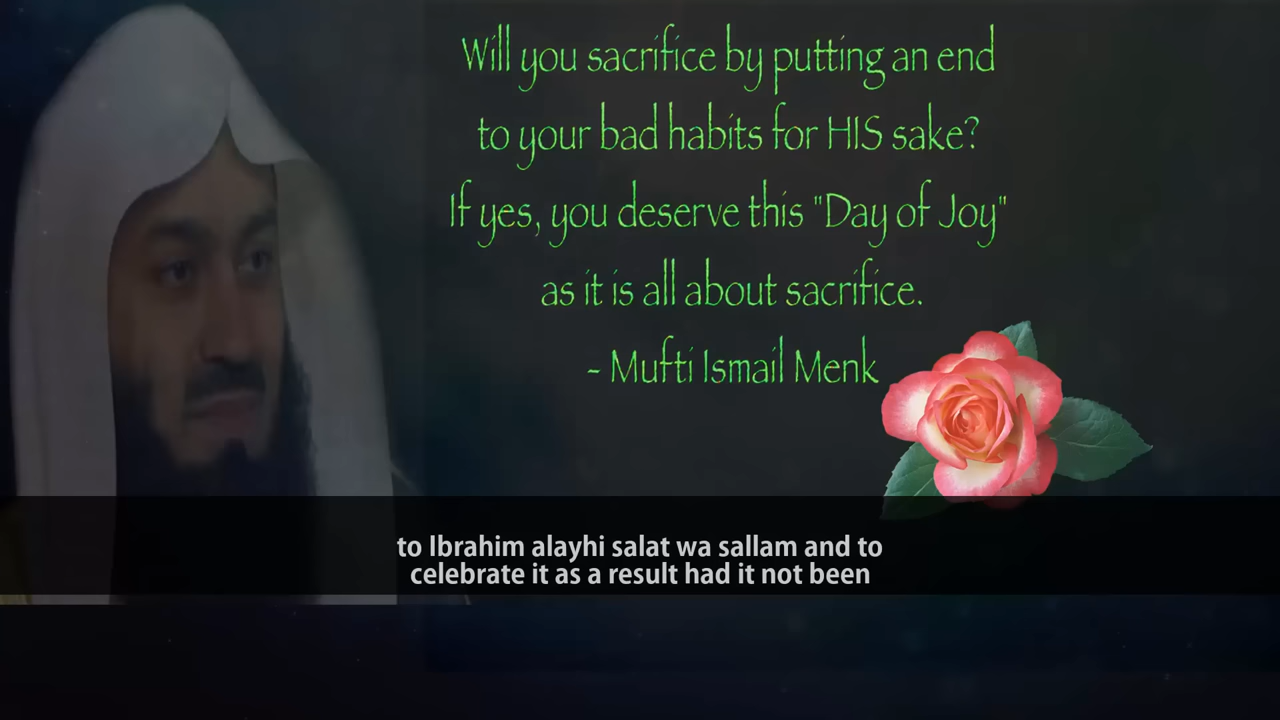 Will you sacrifice by putting an end
to your bad habits for HIS sake?
If yes, you deserve this "Day of Joy"
as it is all about sacrifice.
- Mufti Ismail Menk
to Ibrahim alayhi salat wa sallam and to
celebrate it as a result had it not been